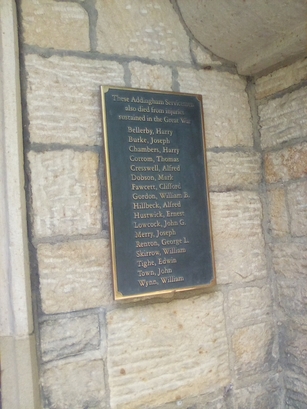 These Addingham Servicemen
also died from injuries
sustained in the Great War
Bellerby, Harry
Burke, Joseph
Chambers, Harry
Cottom, Thomas
Cresswell, Alfred
Dobson, Mark
Fawcett, Clifford
Gordon, William R.
Hillbeck, Alfred
Hustwick, Ernest
Lowcock, John G.
Merry, Joseph
Renton, George L.
Skirrow, William
Tighe, Edwin
Town, John
Wynn, William